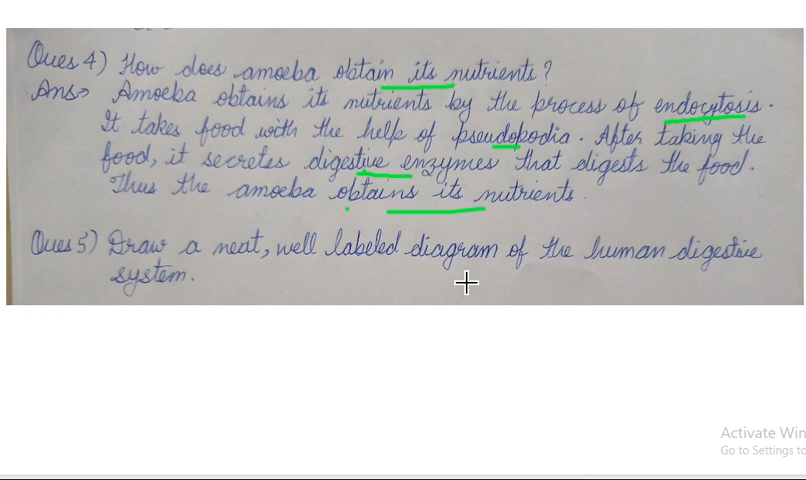 Ques 4) How does amoeba obtain its nutrients?
Ans⇒ Amoeba obtains its nutrients by the process of endocytosis.
It takes food with the help of pseudopodia. After taking the
food, it secretes digestive enzymes that digests the food.
Thus the amoeba obtains its nutrients.
Ques 5) Draw a neat, well labeled diagram of the human digestive
system.
Activate Win
Go to Settings to